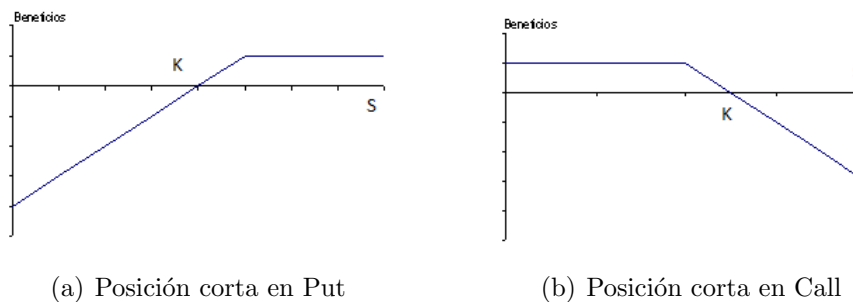 Beneficios
Beneficios
K
S
K
(a) Posición corta en Put
(b) Posición corta en Call